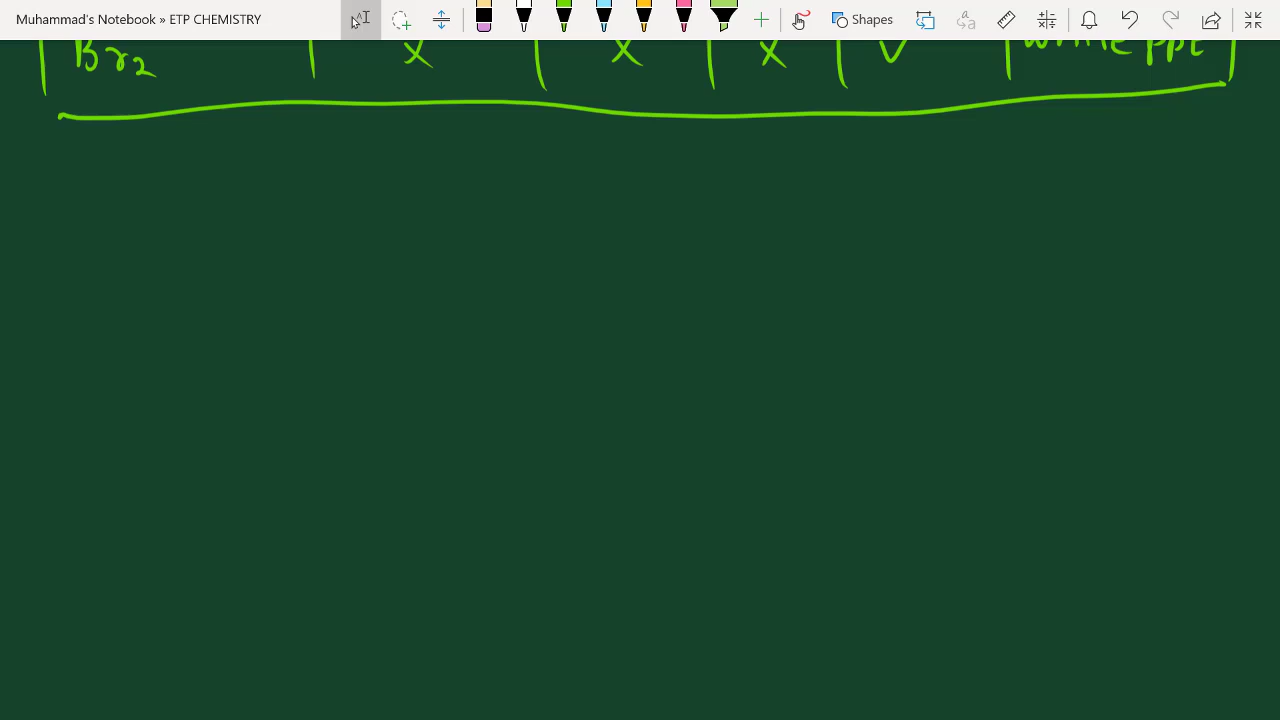 Muhammad's Notebook » ETP CHEMISTRY
Shapes
Br2 | x | x | x | ✓ | white ppt |